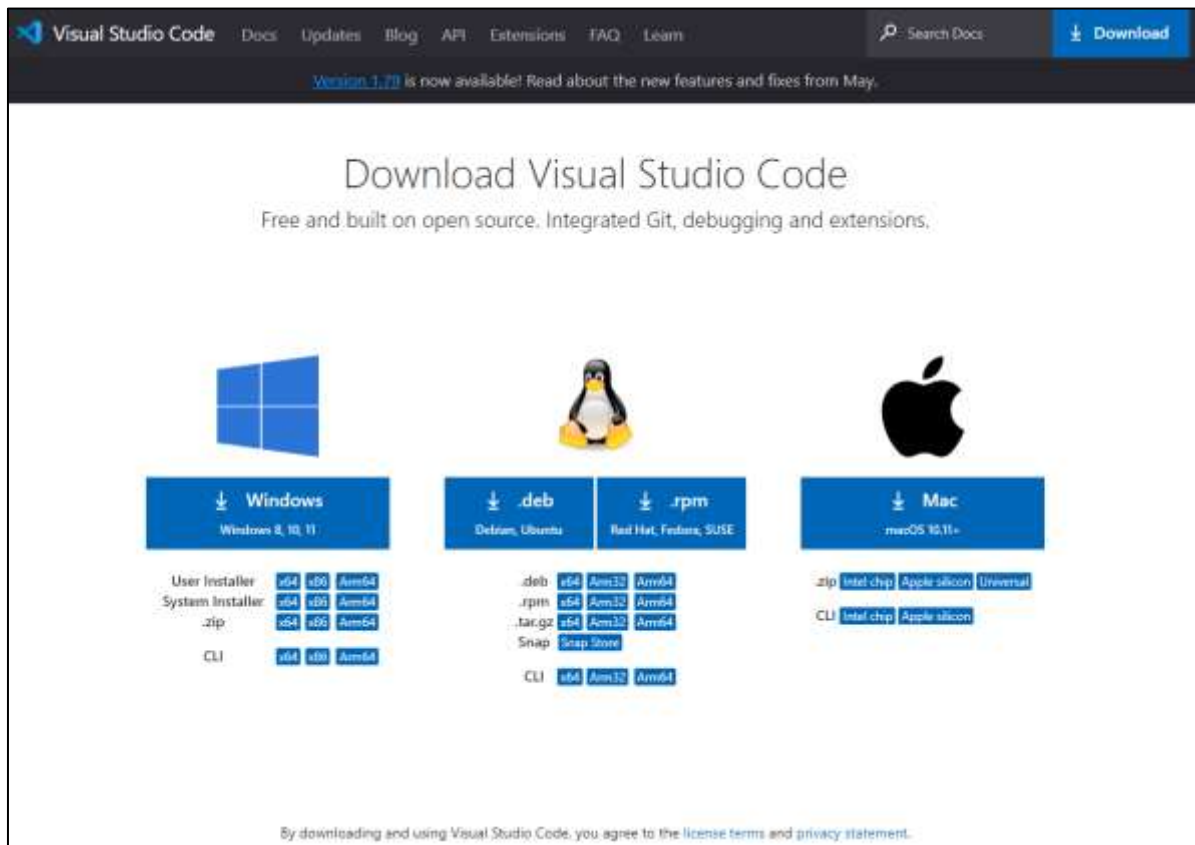 Visual Studio Code Docs Updates Blog API Extensions FAQ Learn Search Docs Download
Version 1.79 is now available! Read about the new features and fixes from May.
Download Visual Studio Code
Free and built on open source. Integrated Git, debugging and extensions.
Windows
Windows 8, 10, 11
User Installer x64 x86 Arm64
System Installer x64 x86 Arm64
.zip x64 x86 Arm64
CLI x64 x86 Arm64
.deb
Debian, Ubuntu
.rpm
Red Hat, Fedora, SUSE
.deb x64 Arm32 Arm64
.rpm x64 Arm32 Arm64
.tar.gz x64 Arm32 Arm64
Snap Snap Store
CLI x64 Arm32 Arm64
Mac
macOS 10.11+
.zip Intel chip Apple silicon Universal
CLI Intel chip Apple silicon
By downloading and using Visual Studio Code, you agree to the license terms and privacy statement.